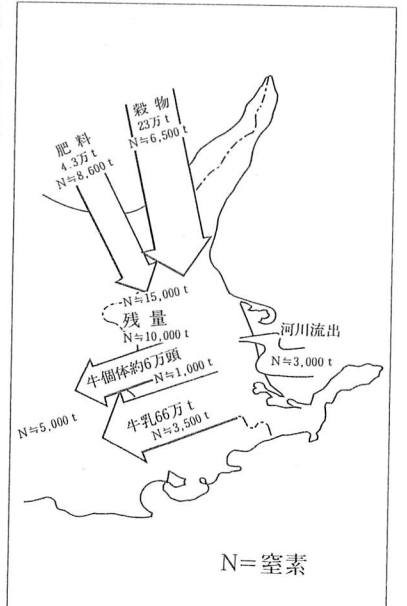 穀物
23万t
N≒6,500t
肥料
4.3万t
N≒8,600t
N≒15,000t
残量
N≒10,000t
河川流出
N≒3,000t
牛個体約6万頭
N≒1,000t
N≒5,000t
牛乳66万t
N≒3,500t
N=窒素